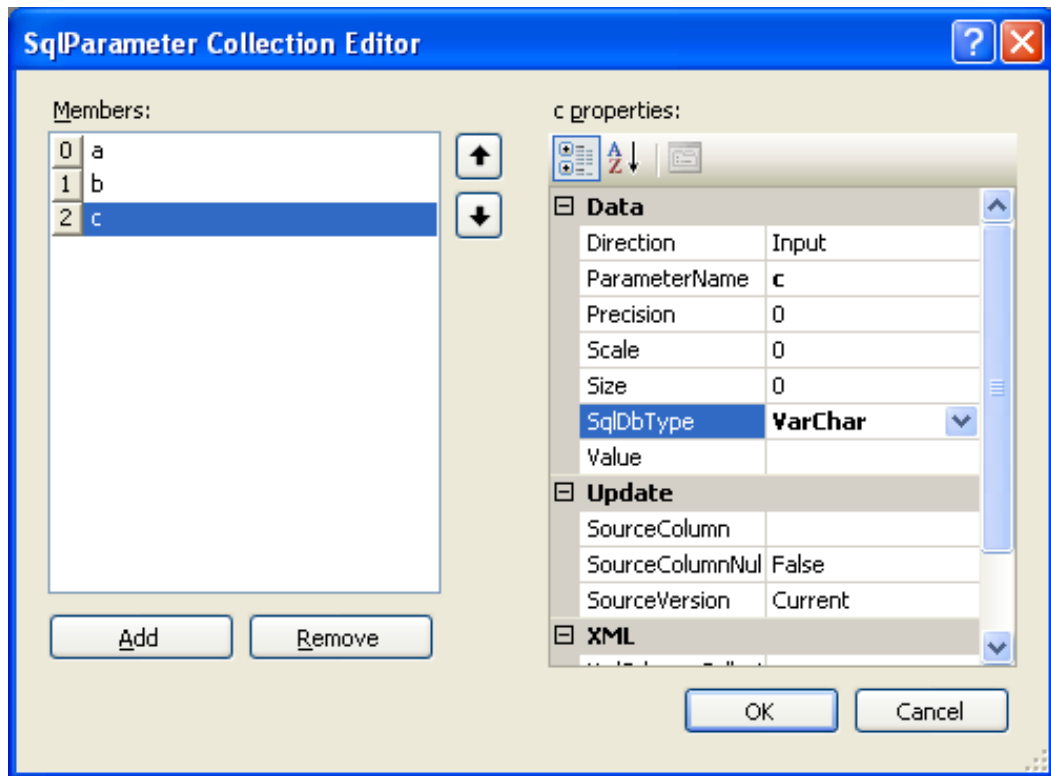 SqlParameter Collection Editor
Members:
0 a
1 b
2 c
Add
Remove
c properties:
Data
Direction Input
ParameterName c
Precision 0
Scale 0
Size 0
SqlDbType VarChar
Value
Update
SourceColumn
SourceColumnNul False
SourceVersion Current
XML
OK
Cancel